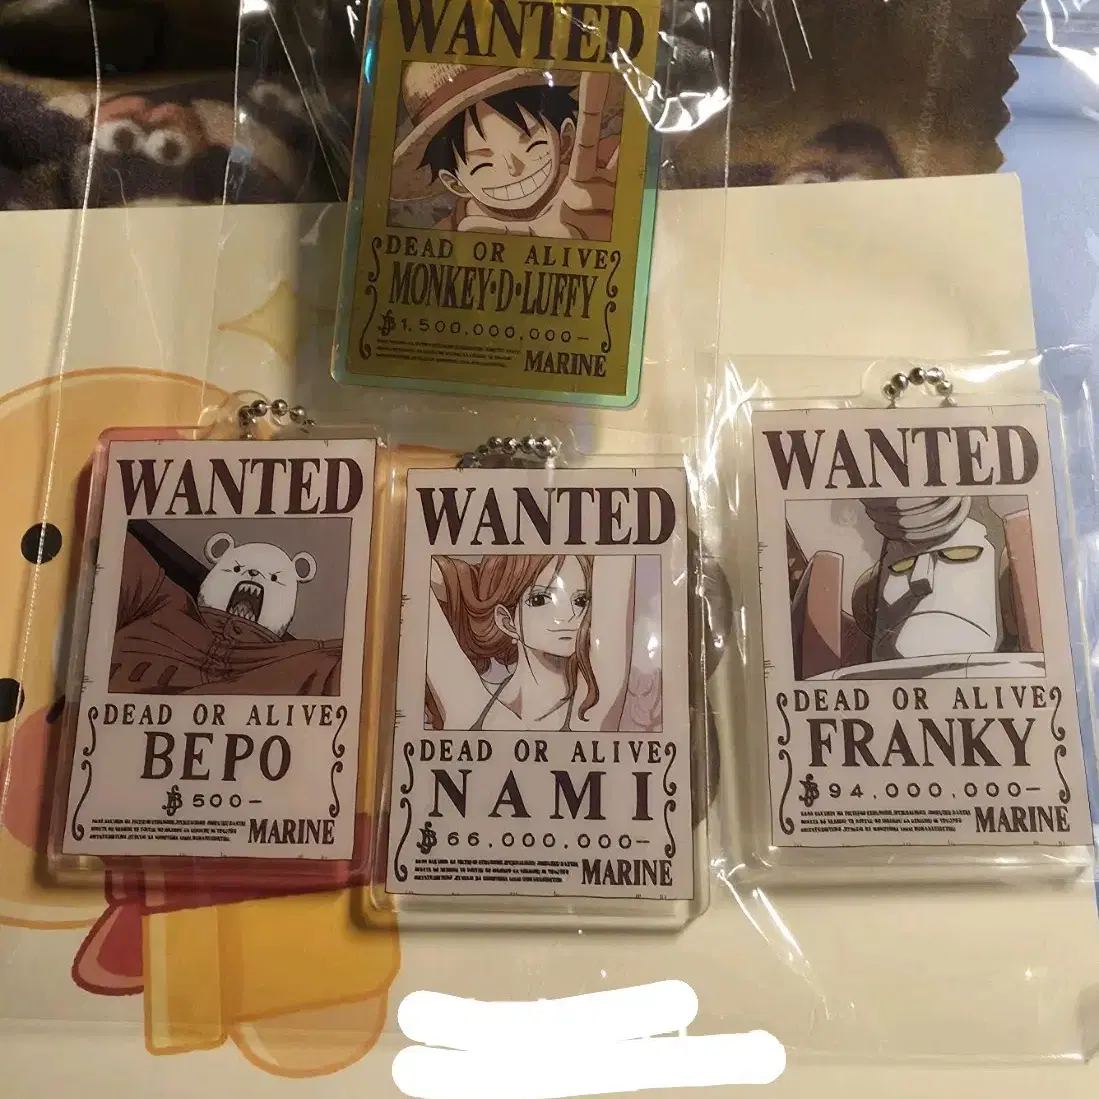 WANTED
DEAD OR ALIVE
MONKEY·D·LUFFY
฿1,500,000,000-
MARINE
WANTED
DEAD OR ALIVE
BEPO
฿500-
MARINE
WANTED
DEAD OR ALIVE
NAMI
฿66,000,000-
MARINE
WANTED
DEAD OR ALIVE
FRANKY
฿94,000,000-
MARINE